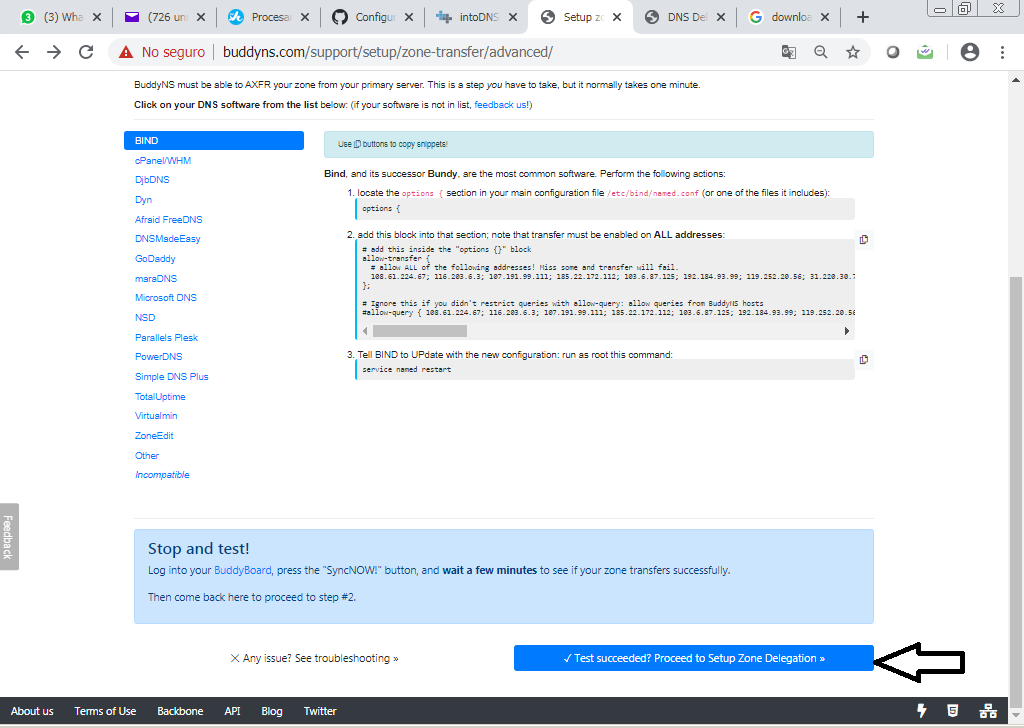 3 (3) Wha
(726 un
Procesa
Configu
intoDNS
Setup zo
DNS Del
downloa
No seguro buddyns.com/support/setup/zone-transfer/advanced/
BuddyNS must be able to AXFR your zone from your primary server. This is a step you have to take, but it normally takes one minute.
Click on your DNS software from the list below: (if your software is not in list, feedback us!)
BIND
cPanel/WHM
DjbDNS
Dyn
Afraid FreeDNS
DNSMadeEasy
GoDaddy
maraDNS
Microsoft DNS
NSD
Parallels Plesk
PowerDNS
Simple DNS Plus
TotalUptime
Virtualmin
ZoneEdit
Other
Incompatible
Use buttons to copy snippets!
Bind, and its successor Bundy, are the most common software. Perform the following actions:
1. locate the options { section in your main configuration file /etc/bind/named.conf (or one of the files it includes):
options {
2. add this block into that section; note that transfer must be enabled on ALL addresses:
# add this inside the "options {}" block
allow-transfer {
# allow ALL of the following addresses! Miss some and transfer will fail.
108.61.224.67; 116.203.6.3; 107.191.99.111; 185.22.172.112; 103.6.87.125; 192.184.93.99; 119.252.20.56; 31.220.30.7
};
# Ignore this if you didn't restrict queries with allow-query: allow queries from BuddyNS hosts
#allow-query { 108.61.224.67; 116.203.6.3; 107.191.99.111; 185.22.172.112; 103.6.87.125; 192.184.93.99; 119.252.20.56
3. Tell BIND to UPdate with the new configuration: run as root this command:
service named restart
Feedback
Stop and test!
Log into your BuddyBoard, press the "SyncNOW!" button, and wait a few minutes to see if your zone transfers successfully.
Then come back here to proceed to step #2.
Any issue? See troubleshooting »
✓ Test succeeded? Proceed to Setup Zone Delegation »
About us Terms of Use Backbone API Blog Twitter